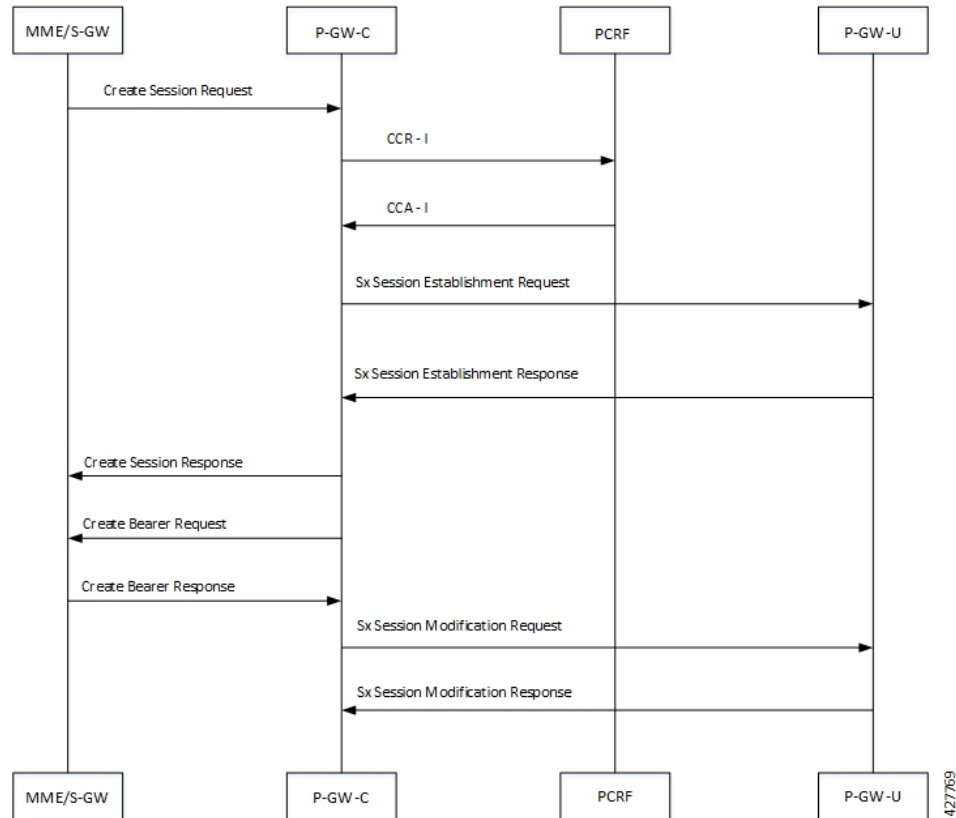 MME/S-GW
P-GW-C
PCRF
P-GW-U
Create Session Request
CCR - I
CCA - I
Sx Session Establishment Request
Sx Session Establishment Response
Create Session Response
Create Bearer Request
Create Bearer Response
Sx Session Modification Request
Sx Session Modification Response
MME/S-GW
P-GW-C
PCRF
P-GW-U
427769